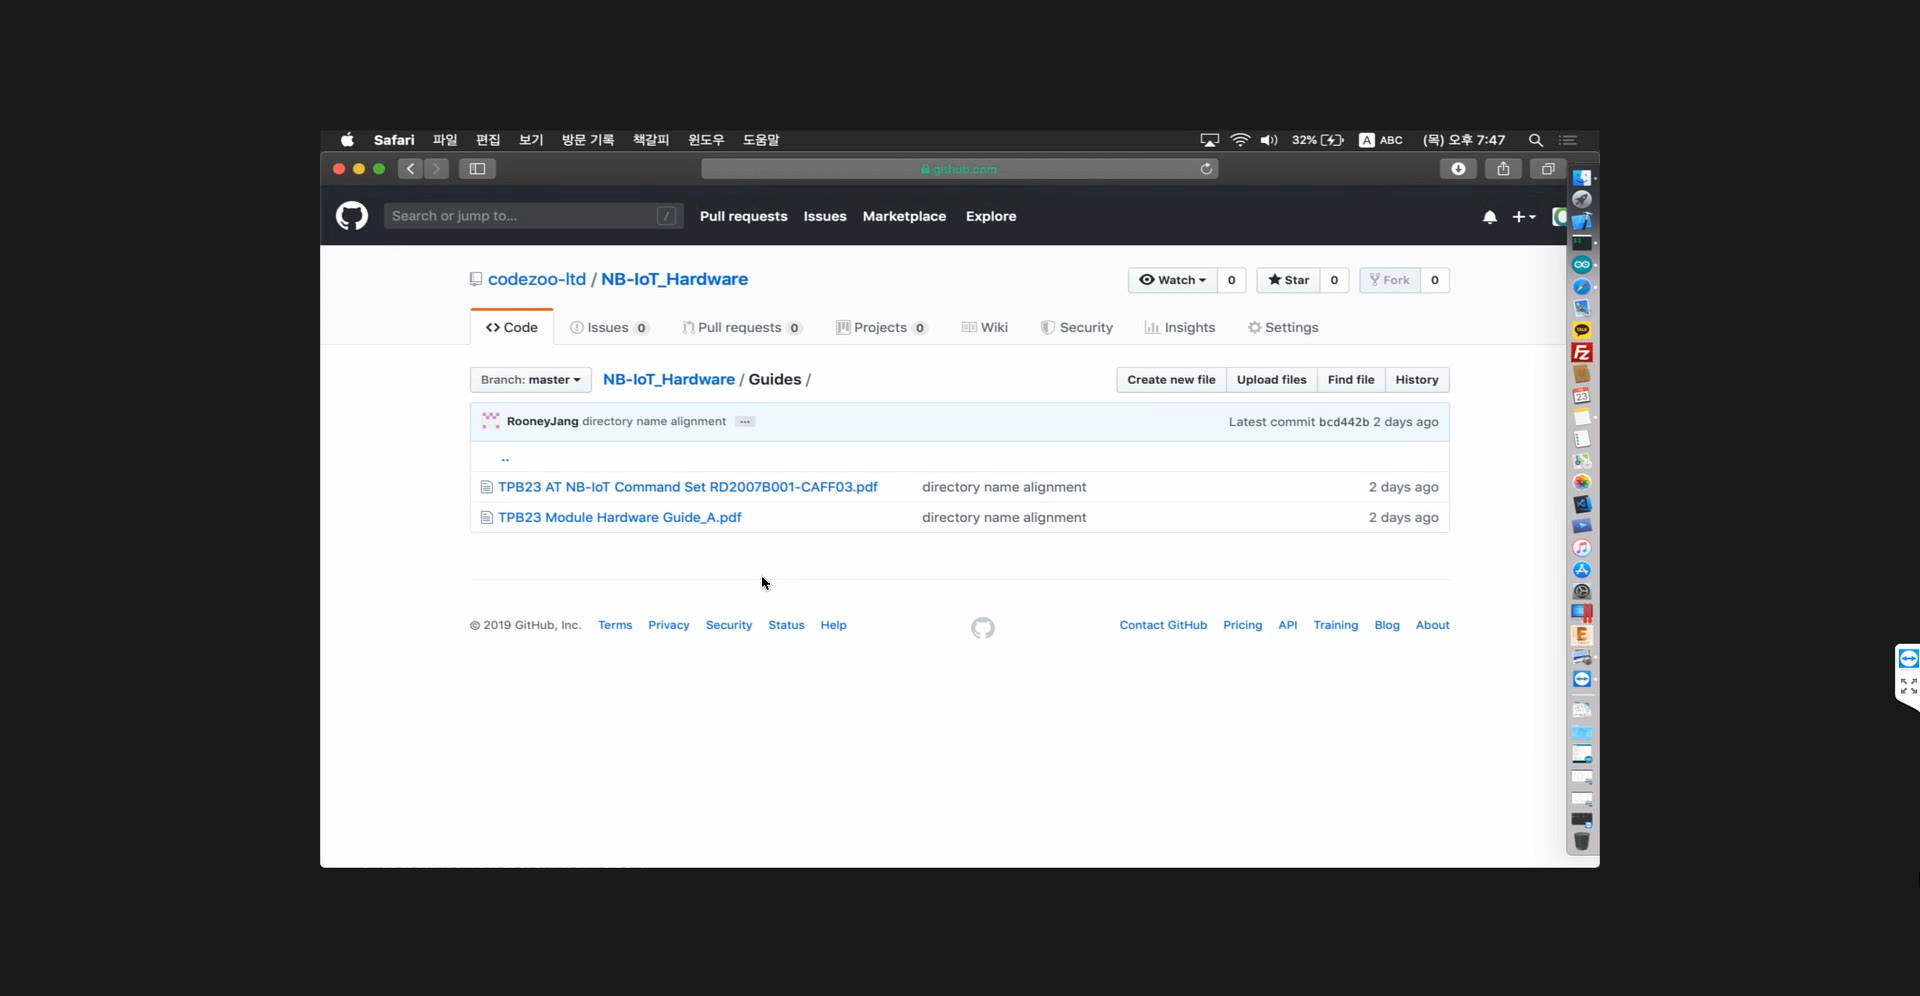 Safari 파일 편집 보기 방문 기록 책갈피 윈도우 도움말 32% A ABC (목) 오후 7:47
github.com
Search or jump to... / Pull requests Issues Marketplace Explore
codezoo-ltd / NB-IoT_Hardware Watch 0 Star 0 Fork 0
Code Issues 0 Pull requests 0 Projects 0 Wiki Security Insights Settings
Branch: master NB-IoT_Hardware / Guides / Create new file Upload files Find file History
RooneyJang directory name alignment ... Latest commit bcd442b 2 days ago
..
TPB23 AT NB-IoT Command Set RD2007B001-CAFF03.pdf directory name alignment 2 days ago
TPB23 Module Hardware Guide_A.pdf directory name alignment 2 days ago
© 2019 GitHub, Inc. Terms Privacy Security Status Help Contact GitHub Pricing API Training Blog About
TALK
Fz
23
E